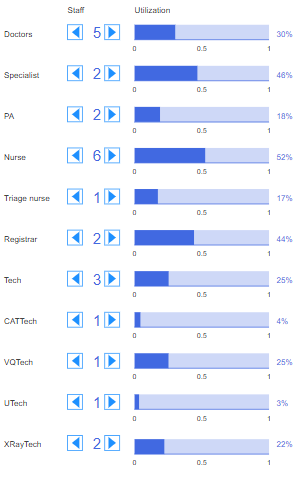 Staff Utilization
Doctors 5 30%
0 0.5 1
Specialist 2 46%
0 0.5 1
PA 2 18%
0 0.5 1
Nurse 6 52%
0 0.5 1
Triage nurse 1 17%
0 0.5 1
Registrar 2 44%
0 0.5 1
Tech 3 25%
0 0.5 1
CATTech 1 4%
0 0.5 1
VQTech 1 25%
0 0.5 1
UTech 1 3%
0 0.5 1
XRayTech 2 22%
0 0.5 1